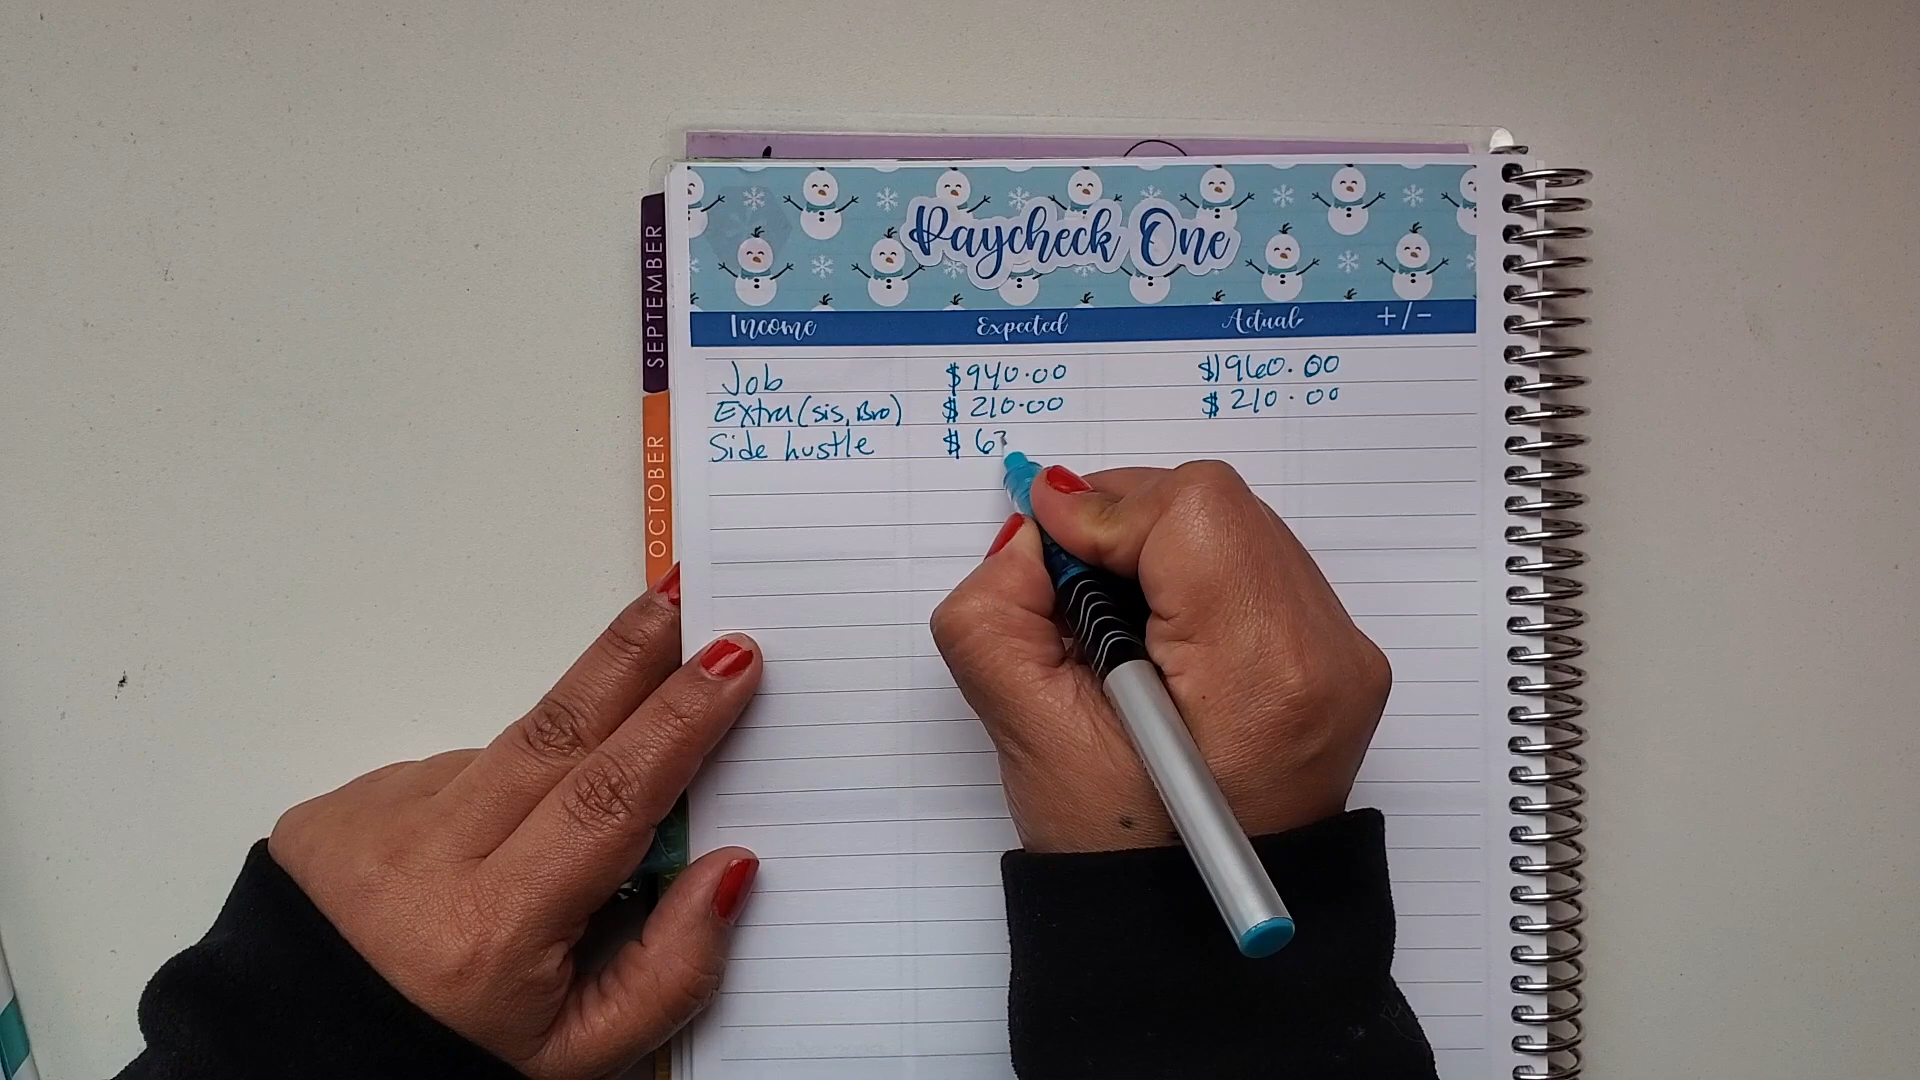 Paycheck One
Income Expected Actual +/-
Job $940.00 $1960.00
Extra (sis, Bro) $210.00 $210.00
Side hustle $ 63
SEPTEMBER
OCTOBER